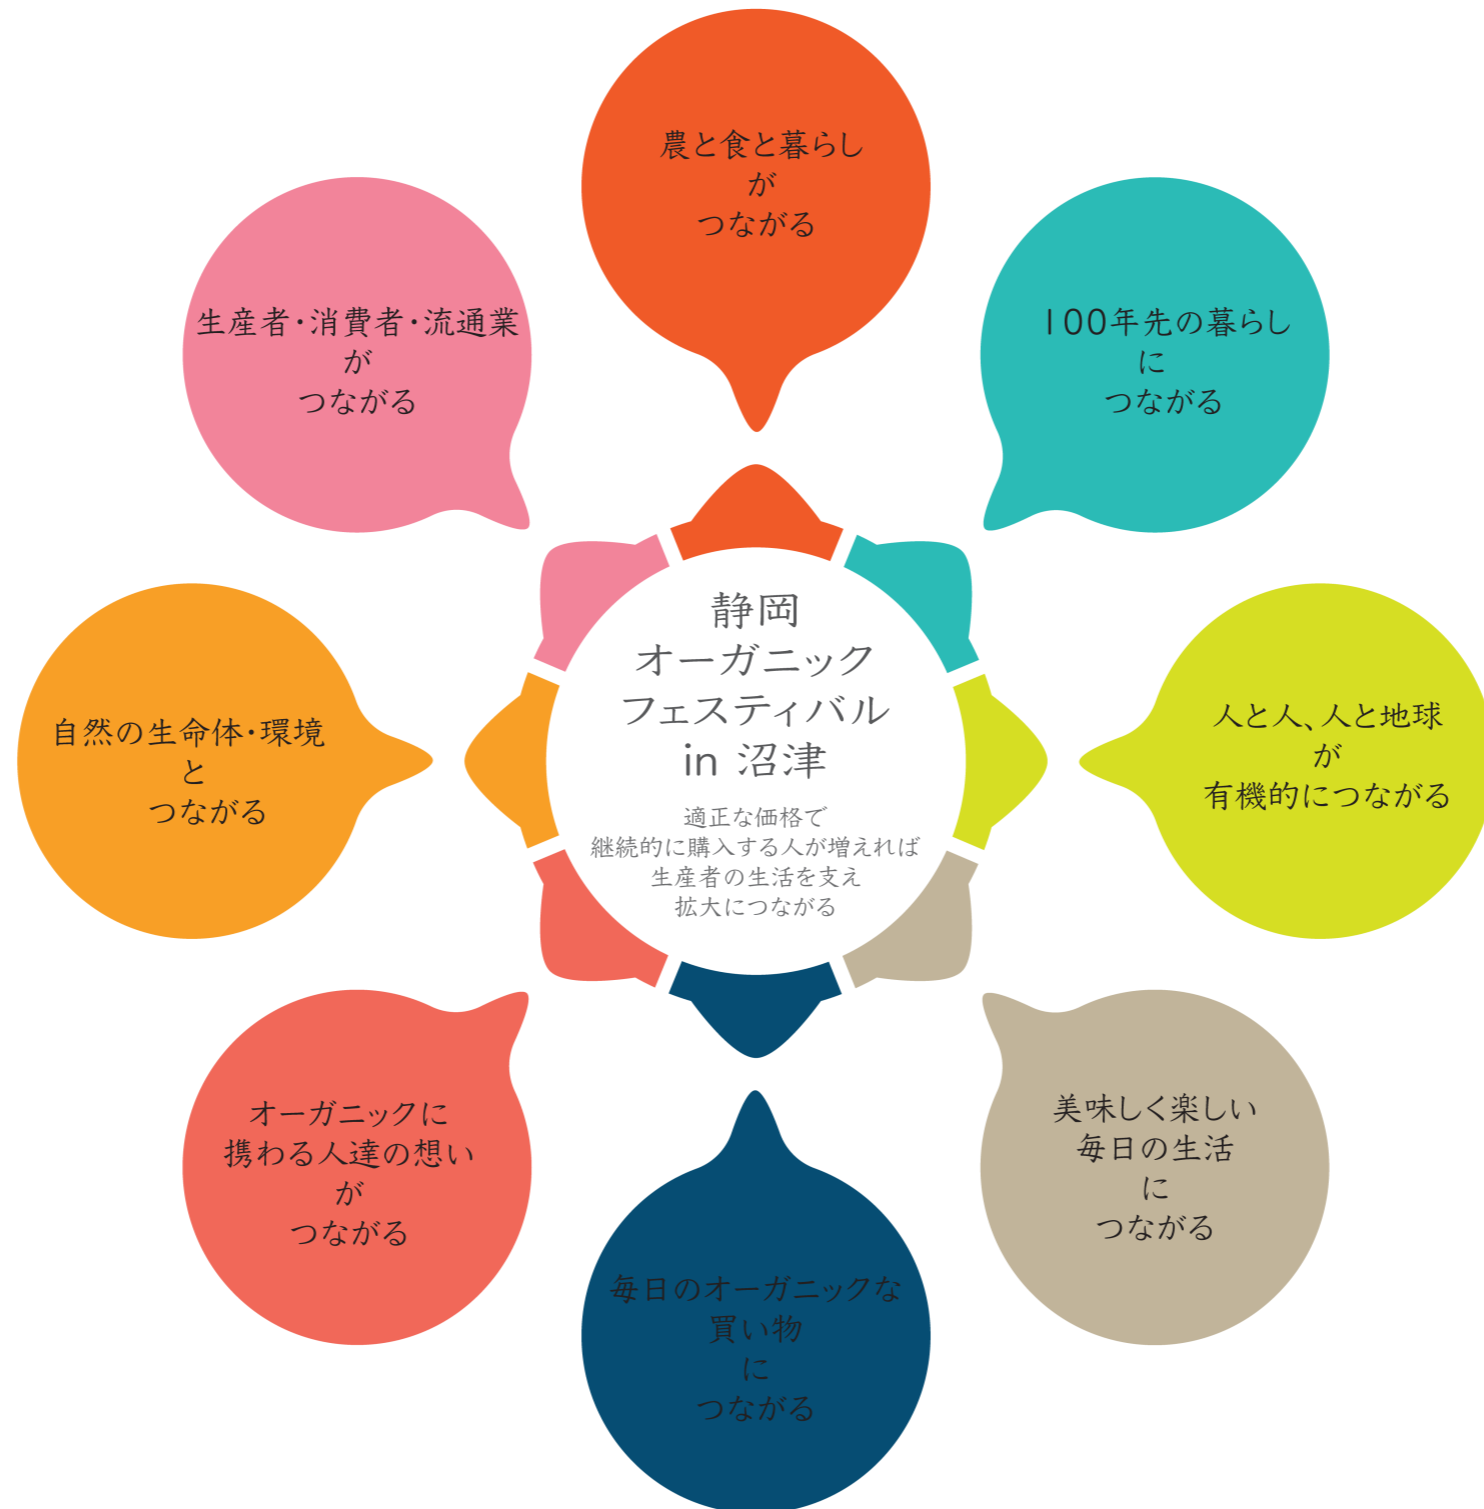 農と食と暮らし
が
つながる
生産者・消費者・流通業
が
つながる
100年先の暮らし
に
つながる
静岡
オーガニック
フェスティバル
in 沼津
適正な価格で
継続的に購入する人が増えれば
生産者の生活を支え
拡大につながる
自然の生命体・環境
と
つながる
人と人、人と地球
が
有機的につながる
オーガニックに
携わる人達の想い
が
つながる
美味しく楽しい
毎日の生活
に
つながる
毎日のオーガニックな
買い物
に
つながる